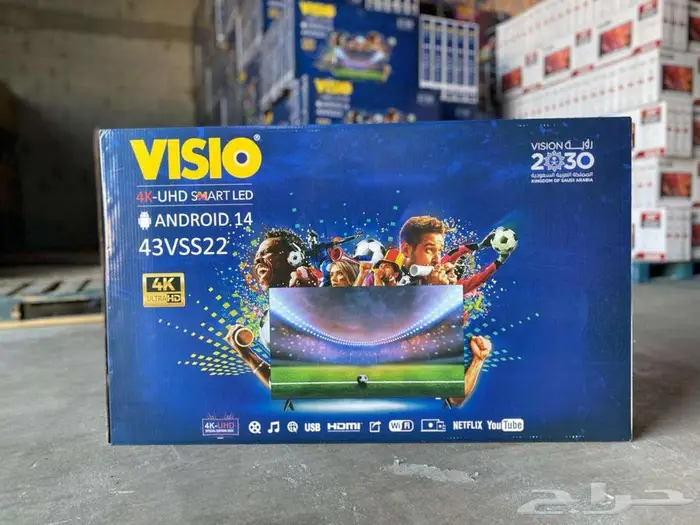 VISIO
VISIO®
4K-UHD SMART LED
ANDROID 14
43VSS22
4K
ULTRA HD
VISION رؤيــة
2030
المملكة العربية السعودية
KINGDOM OF SAUDI ARABIA
4K-UHD
USB HDMI WiFi NETFLIX YouTube
حراج